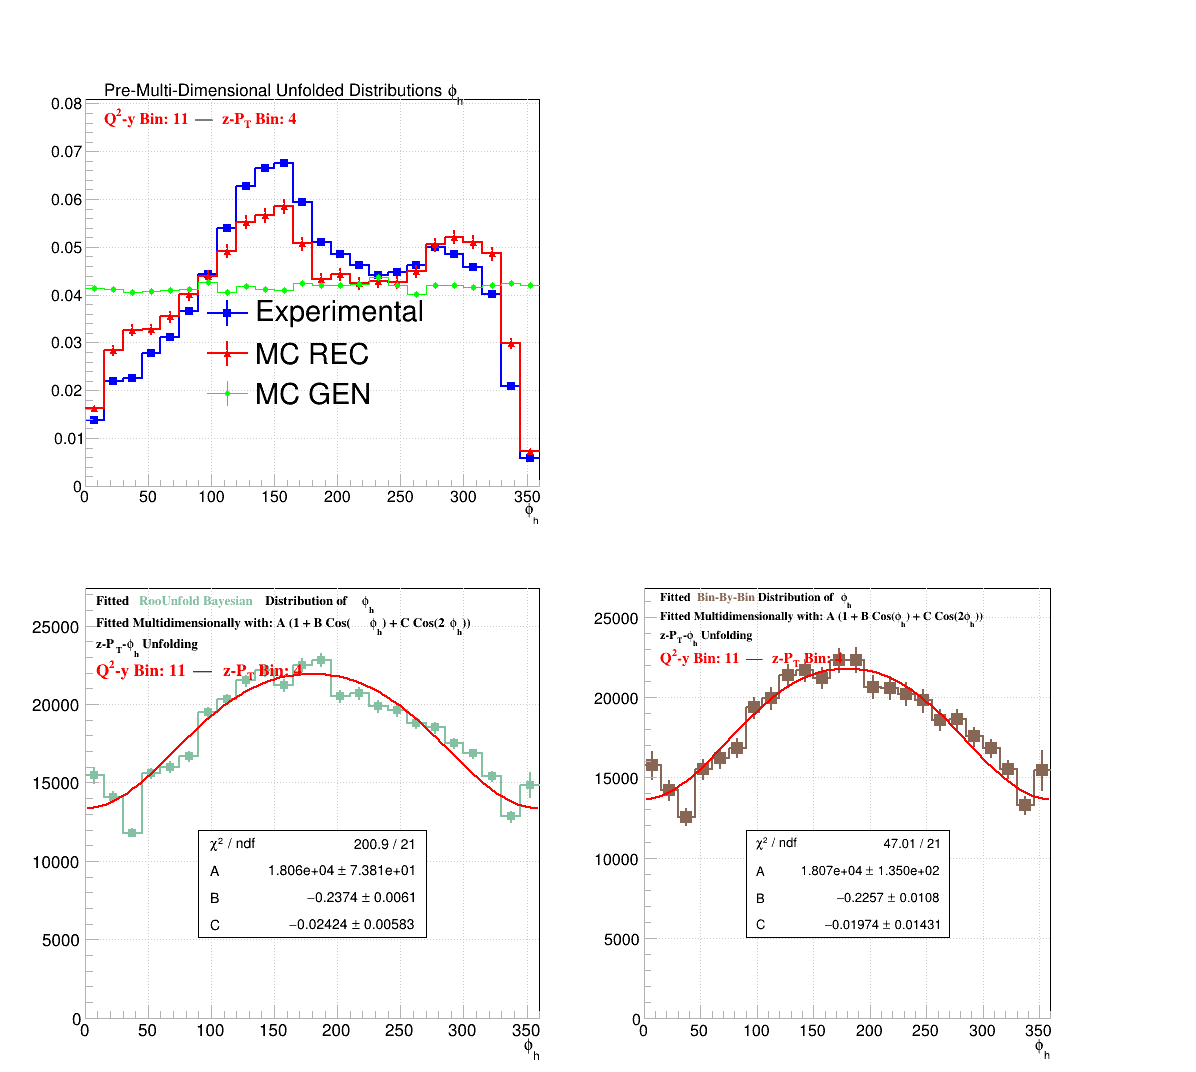 Pre-Multi-Dimensional Unfolded Distributions ϕh
Q²-y Bin: 11 — z-PT Bin: 4
0.08
0.07
0.06
0.05
0.04
0.03
0.02
0.01
0
Experimental
MC REC
MC GEN
0 50 100 150 200 250 300 350
ϕh
Fitted RooUnfold Bayesian Distribution of ϕh
Fitted Multidimensionally with: A (1 + B Cos( ϕh) + C Cos(2 ϕh))
z-PT-ϕh Unfolding
Q²-y Bin: 11 — z-PT Bin: 4
25000
20000
15000
10000
5000
0
χ² / ndf 200.9 / 21
A 1.806e+04 ± 7.381e+01
B −0.2374 ± 0.0061
C −0.02424 ± 0.00583
0 50 100 150 200 250 300 350
ϕh
Fitted Bin-By-Bin Distribution of ϕh
Fitted Multidimensionally with: A (1 + B Cos(ϕh) + C Cos(2ϕh))
z-PT-ϕh Unfolding
Q²-y Bin: 11 — z-PT Bin: 4
25000
20000
15000
10000
5000
0
χ² / ndf 47.01 / 21
A 1.807e+04 ± 1.350e+02
B −0.2257 ± 0.0108
C −0.01974 ± 0.01431
0 50 100 150 200 250 300 350
ϕh